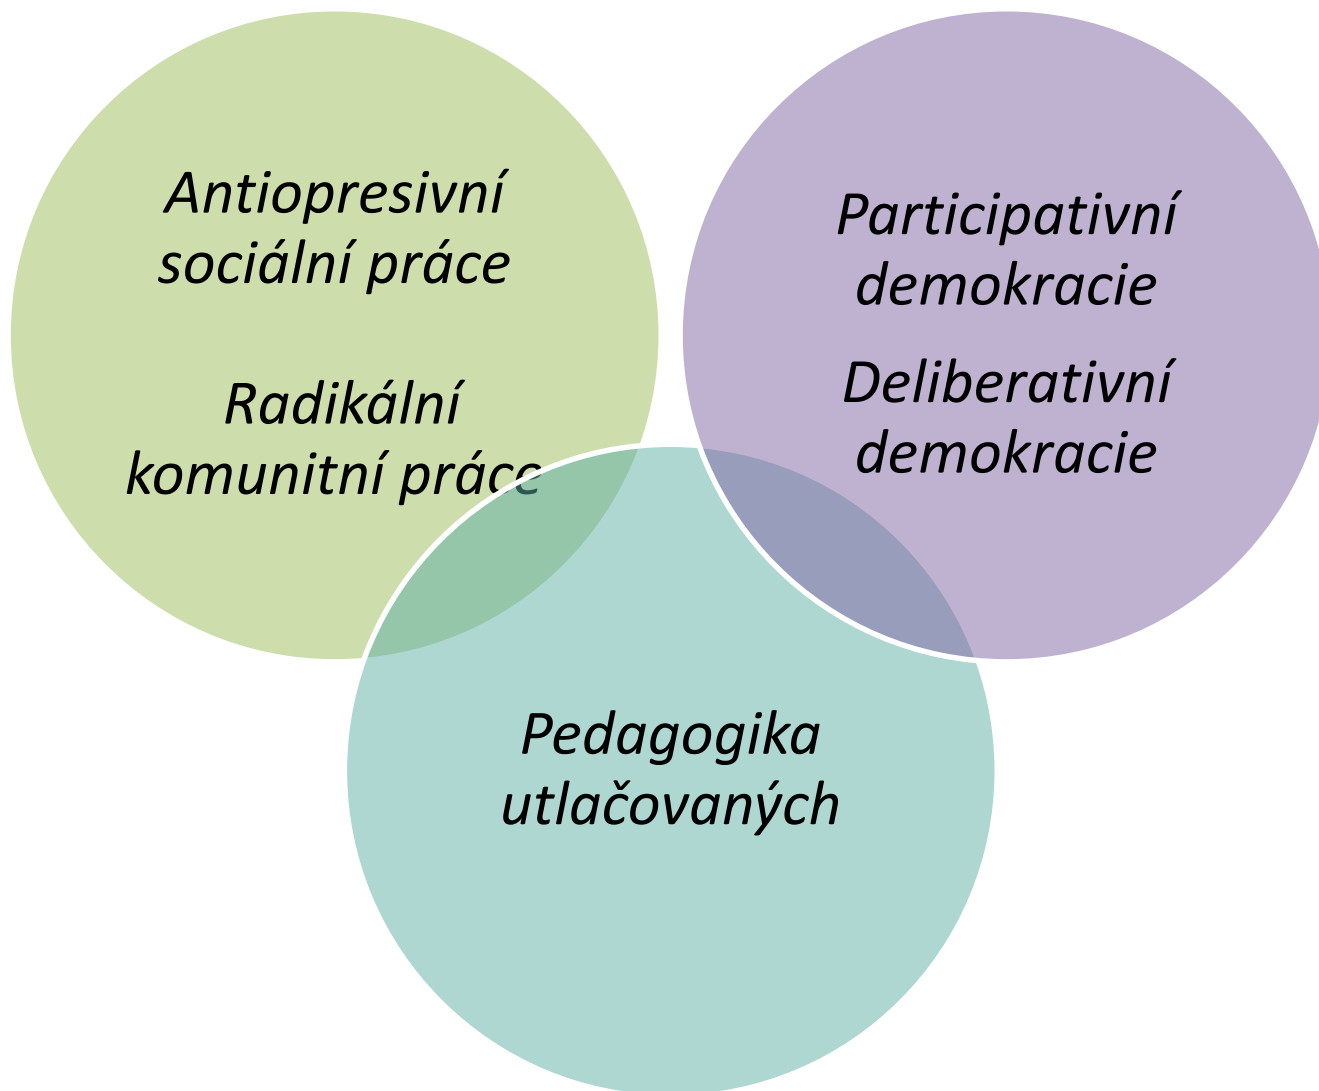 Antiopresivní
sociální práce
Radikální
komunitní práce
Participativní
demokracie
Deliberativní
demokracie
Pedagogika
utlačovaných